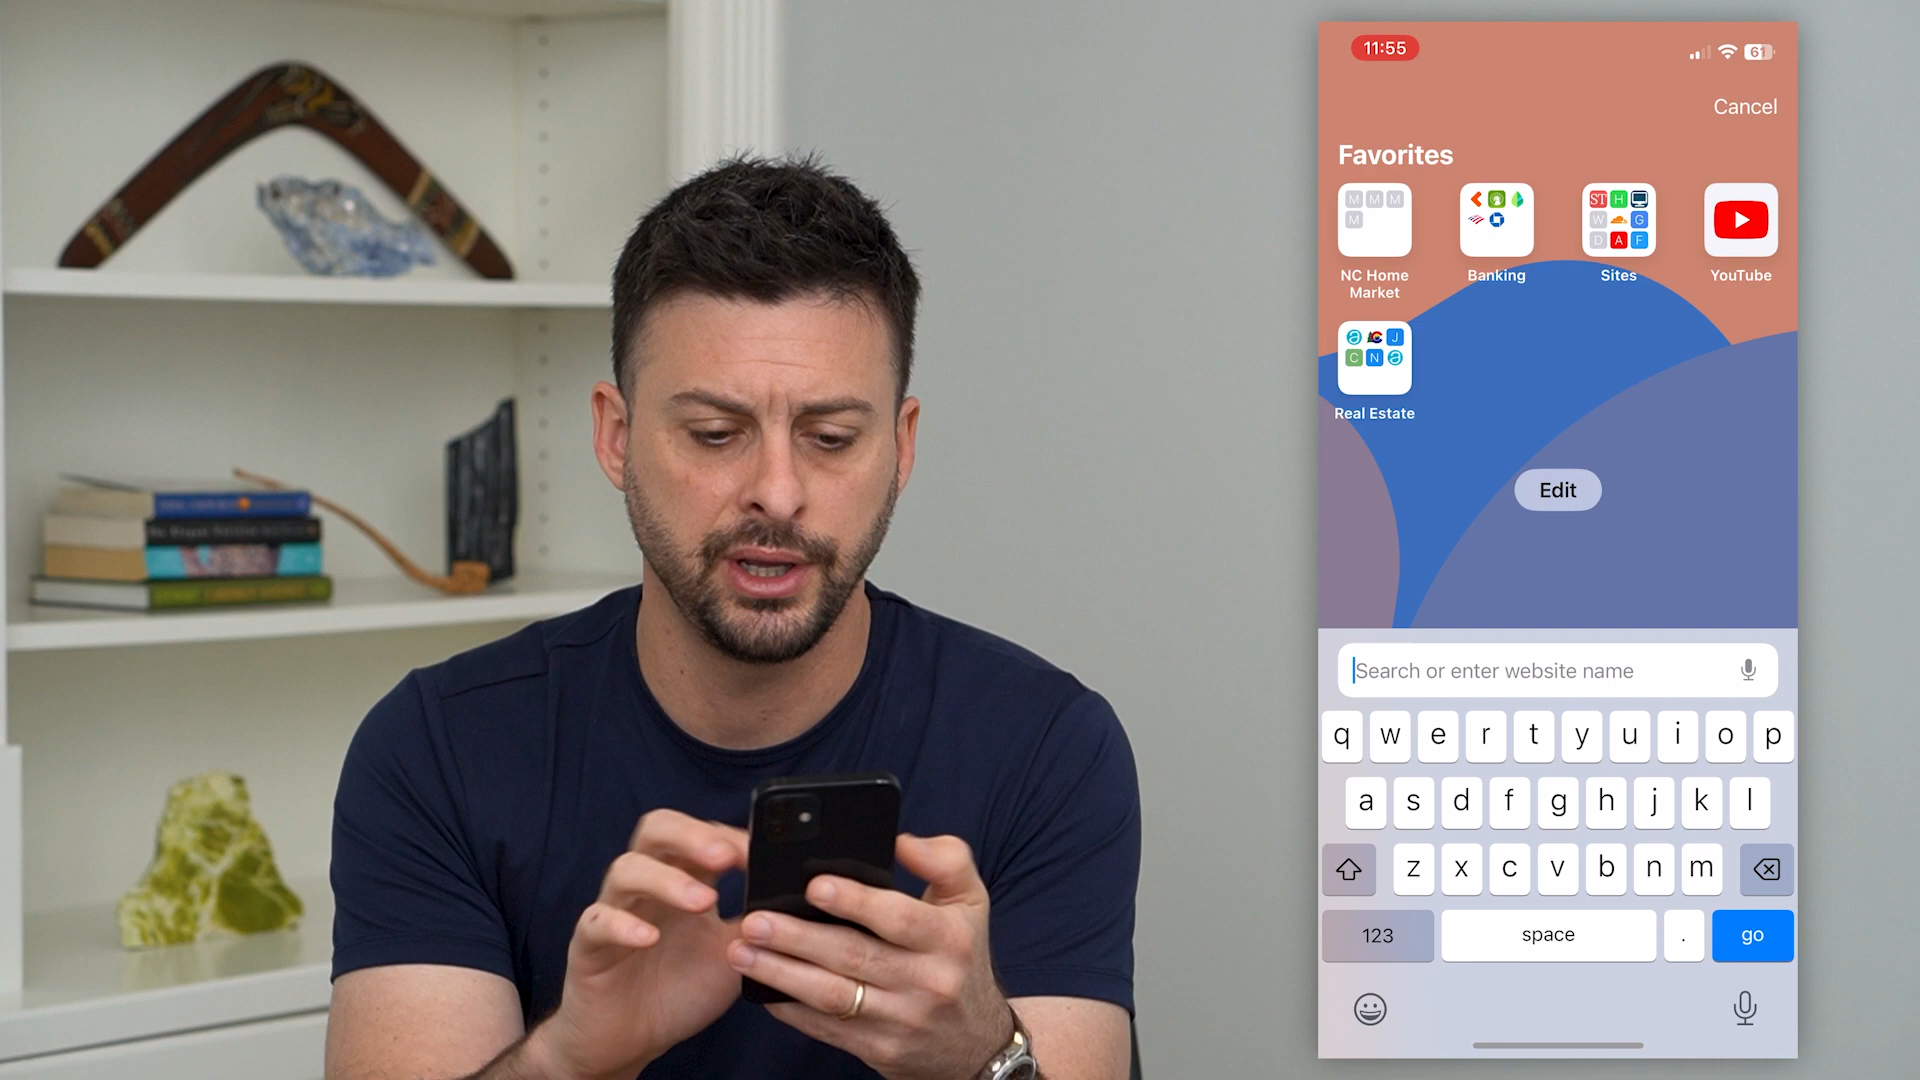 11:55
61
Cancel
Favorites
M M M
M
NC Home
Market
Banking
ST H
W G
D A F
Sites
YouTube
J
C N
Real Estate
Edit
Search or enter website name
q w e r t y u i o p
a s d f g h j k l
z x c v b n m
123 space . go